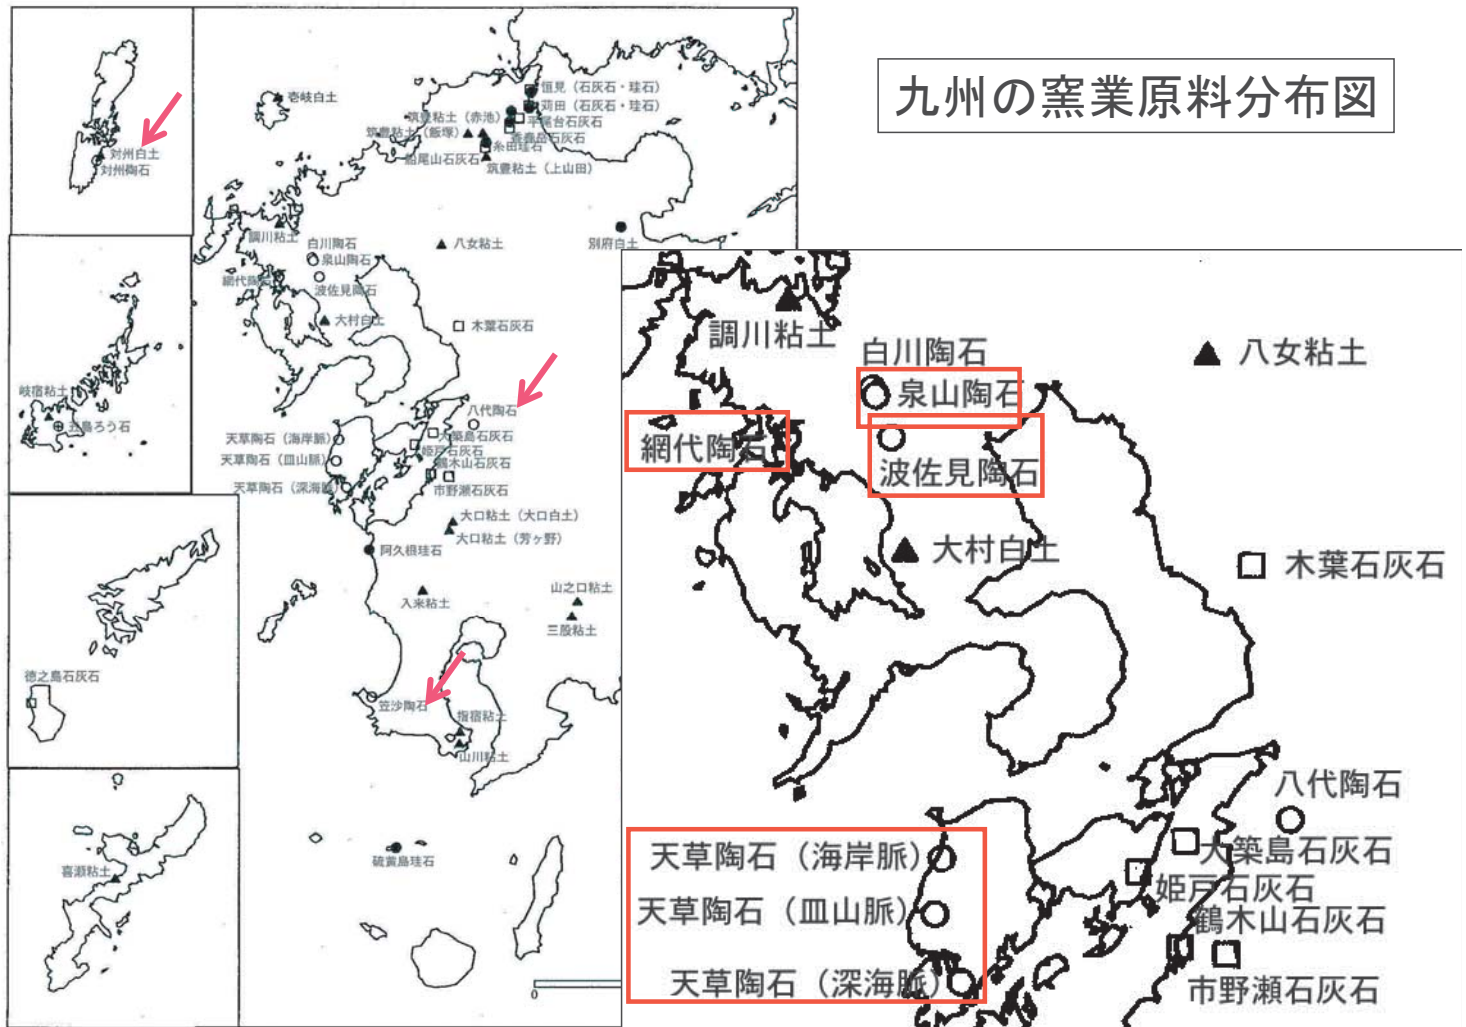 九州の窯業原料分布図
対州白土
対州陶石
壱岐白土
恒見（石灰石・珪石）
苅田（石灰石・珪石）
筑豊粘土（赤池）
平尾台石灰石
筑豊粘土（飯塚）
香春岳石灰石
糸田珪石
船尾山石灰石
筑豊粘土（上山田）
調川粘土
八女粘土
別府白土
白川陶石
泉山陶石
網代陶石
波佐見陶石
大村白土
木葉石灰石
岐宿粘土
五島ろう石
八代陶石
天草陶石（海岸脈）
大築島石灰石
姫戸石灰石
天草陶石（皿山脈）
鶴木山石灰石
天草陶石（深海脈）
市野瀬石灰石
大口粘土（大口白土）
大口粘土（芳ヶ野）
阿久根珪石
入来粘土
山之口粘土
三股粘土
徳之島石灰石
笠沙陶石
指宿粘土
山川粘土
喜瀬粘土
硫黄島珪石
0
調川粘土
八女粘土
白川陶石
泉山陶石
網代陶石
波佐見陶石
大村白土
木葉石灰石
八代陶石
天草陶石（海岸脈）
大築島石灰石
姫戸石灰石
天草陶石（皿山脈）
鶴木山石灰石
天草陶石（深海脈）
市野瀬石灰石